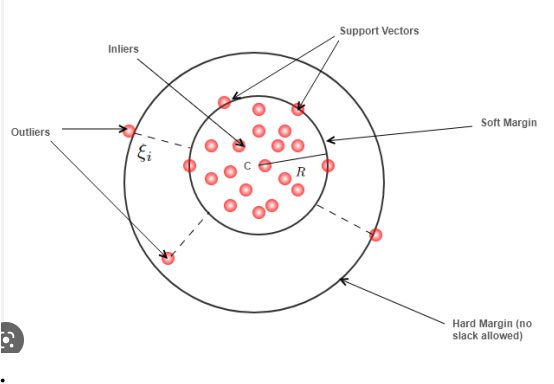 Support Vectors
Inliers
Soft Margin
Outliers
ξi
C
R
Hard Margin (no
slack allowed)